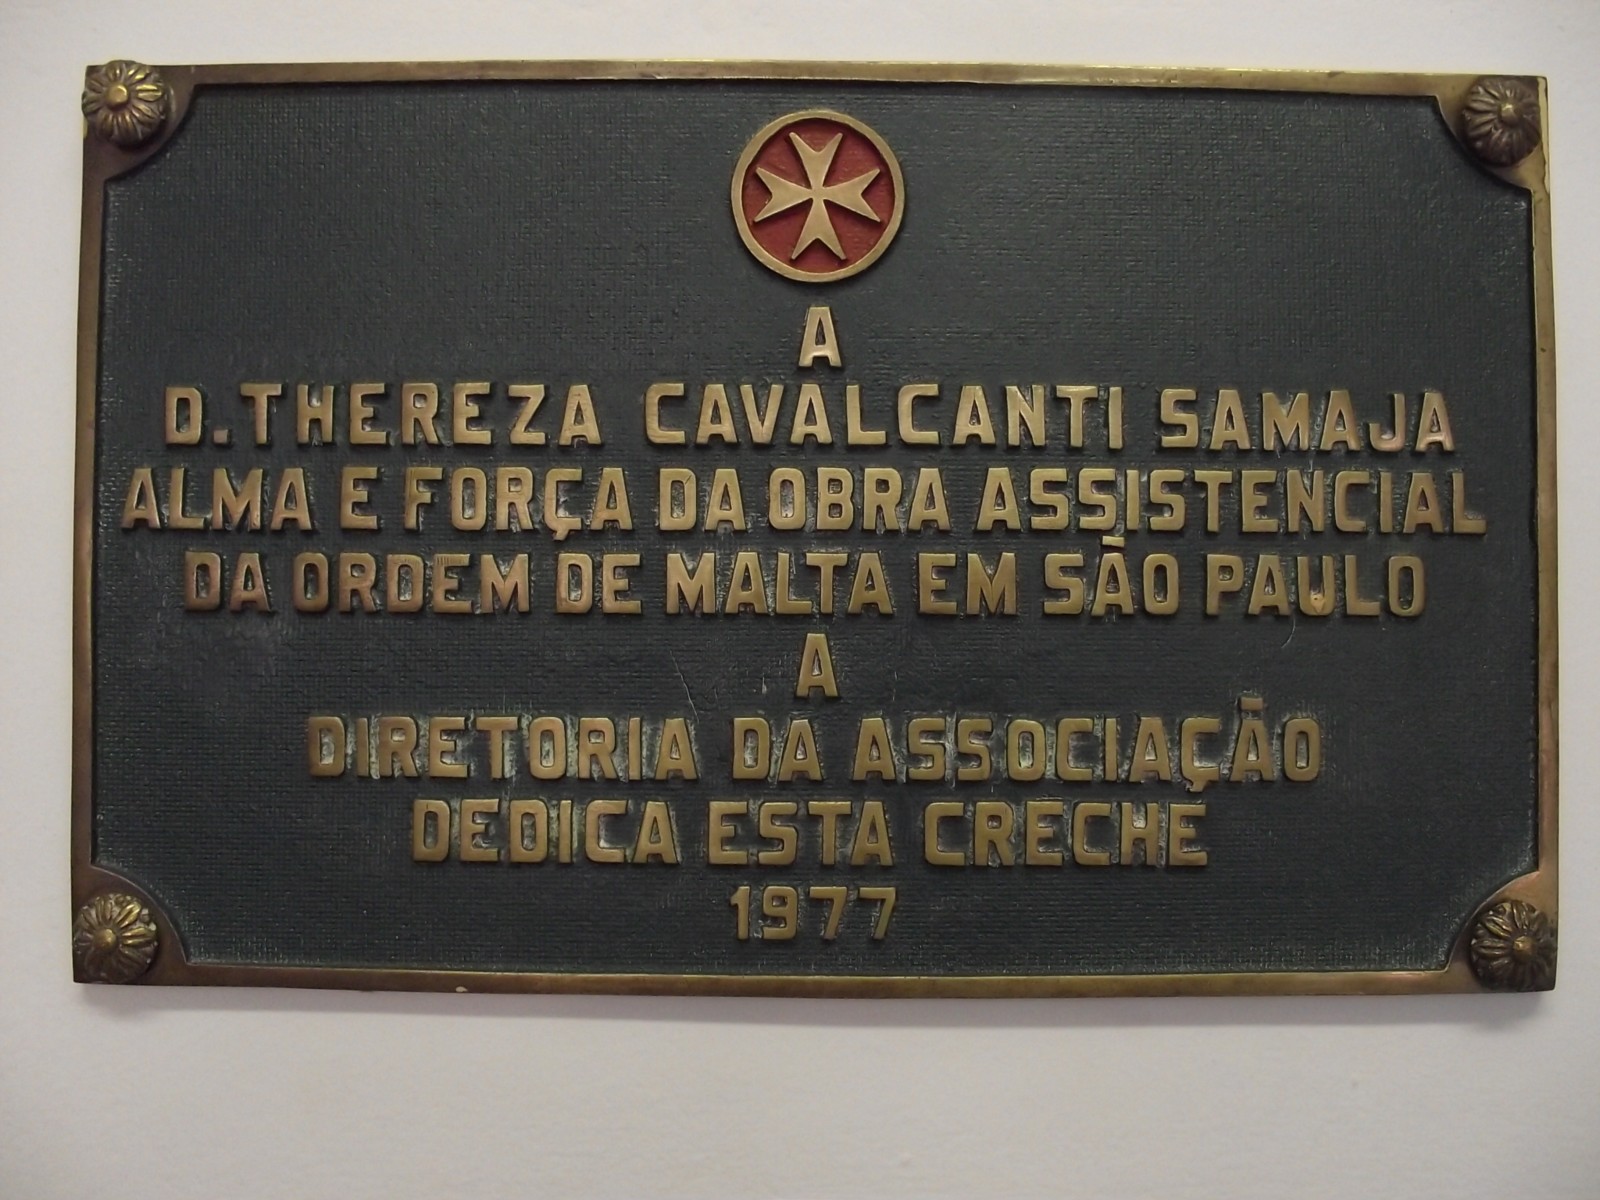 A
D. THEREZA CAVALCANTI SAMAJA
ALMA E FORÇA DA OBRA ASSISTENCIAL
DA ORDEM DE MALTA EM SÃO PAULO
A
DIRETORIA DA ASSOCIAÇÃO
DEDICA ESTA CRECHE
1977